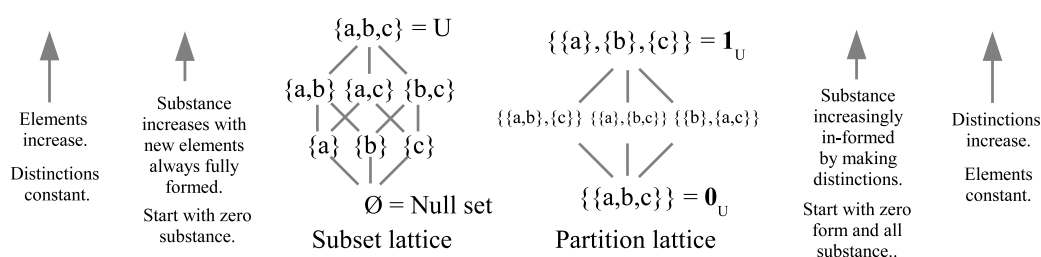 Elements
increase.
Distinctions
constant.
Substance
increases with
new elements
always fully
formed.
Start with zero
substance.
{a,b,c} = U
{a,b} {a,c} {b,c}
{a} {b} {c}
Ø = Null set
Subset lattice
{{a},{b},{c}} = 1U
{{a,b},{c}} {{a},{b,c}} {{b},{a,c}}
{{a,b,c}} = 0U
Partition lattice
Substance
increasingly
in-formed
by making
distinctions.
Start with zero
form and all
substance..
Distinctions
increase.
Elements
constant.